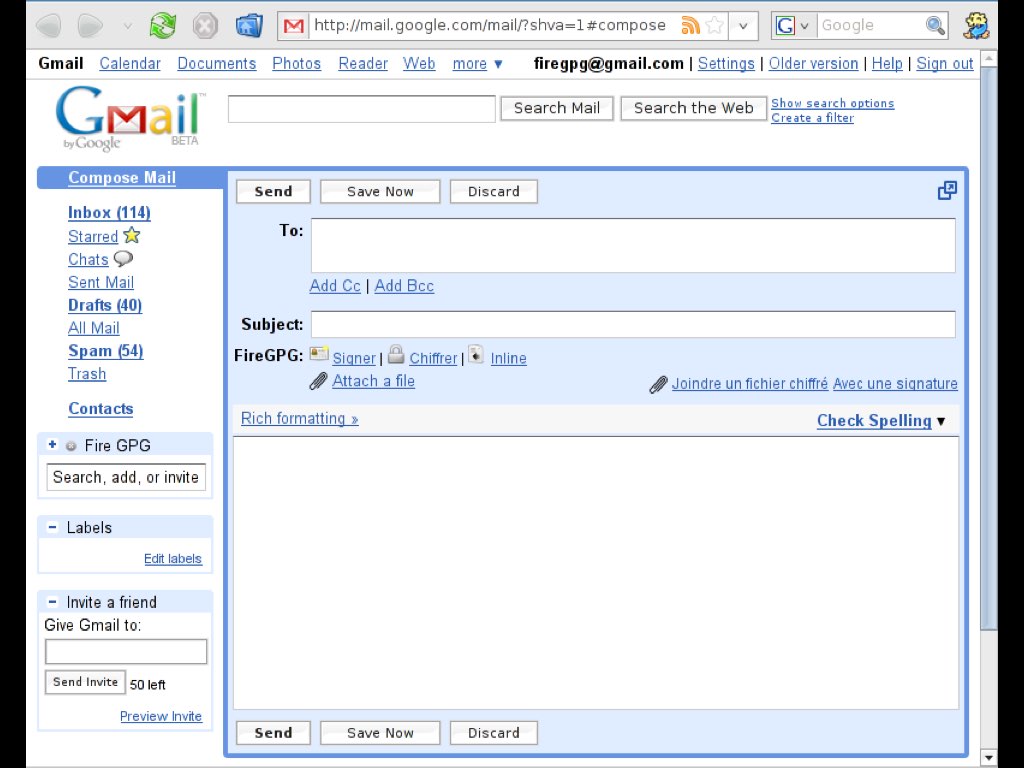 http://mail.google.com/mail/?shva=1#compose
G Google
Gmail Calendar Documents Photos Reader Web more ▼ firegpg@gmail.com | Settings | Older version | Help | Sign out
Gmail
by Google BETA
Search Mail Search the Web Show search options
Create a filter
Compose Mail
Inbox (114)
Starred
Chats
Sent Mail
Drafts (40)
All Mail
Spam (54)
Trash
Contacts
+ Fire GPG
Search, add, or invite
− Labels
Edit labels
− Invite a friend
Give Gmail to:
Send Invite 50 left
Preview Invite
Send Save Now Discard
To:
Add Cc | Add Bcc
Subject:
FireGPG: Signer | Chiffrer | Inline
Attach a file Joindre un fichier chiffré Avec une signature
Rich formatting » Check Spelling ▼
Send Save Now Discard